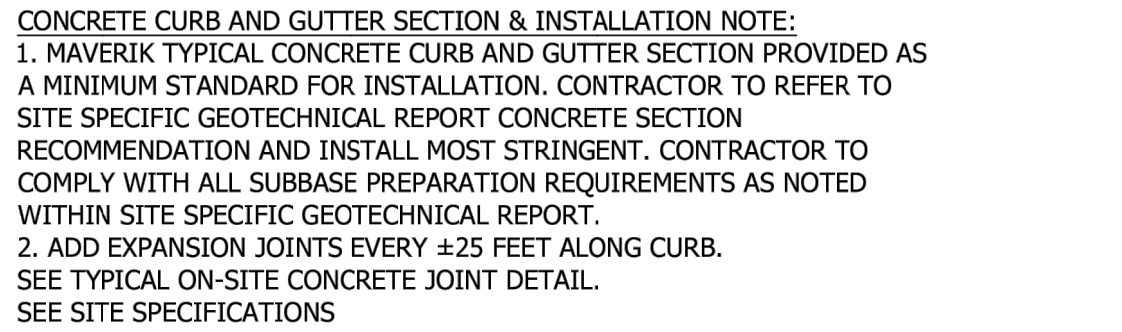 CONCRETE CURB AND GUTTER SECTION & INSTALLATION NOTE:
1. MAVERIK TYPICAL CONCRETE CURB AND GUTTER SECTION PROVIDED AS
A MINIMUM STANDARD FOR INSTALLATION. CONTRACTOR TO REFER TO
SITE SPECIFIC GEOTECHNICAL REPORT CONCRETE SECTION
RECOMMENDATION AND INSTALL MOST STRINGENT. CONTRACTOR TO
COMPLY WITH ALL SUBBASE PREPARATION REQUIREMENTS AS NOTED
WITHIN SITE SPECIFIC GEOTECHNICAL REPORT.
2. ADD EXPANSION JOINTS EVERY ±25 FEET ALONG CURB.
SEE TYPICAL ON-SITE CONCRETE JOINT DETAIL.
SEE SITE SPECIFICATIONS